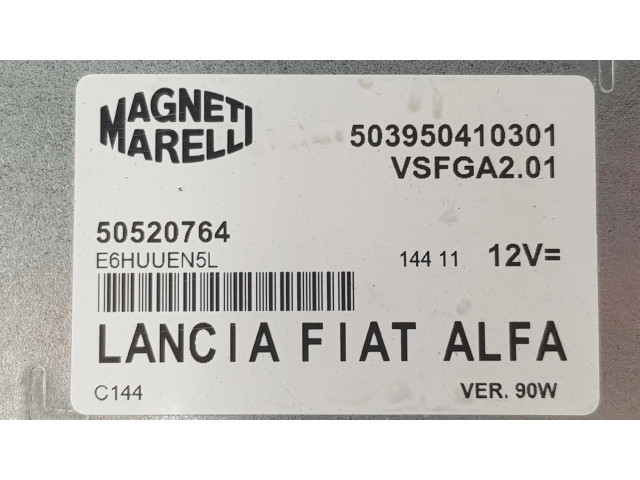 MAGNETI
MARELLI
503950410301
VSFGA2.01
50520764
E6HUUEN5L
144 11 12V=
LANCIA FIAT ALFA
C144 VER. 90W